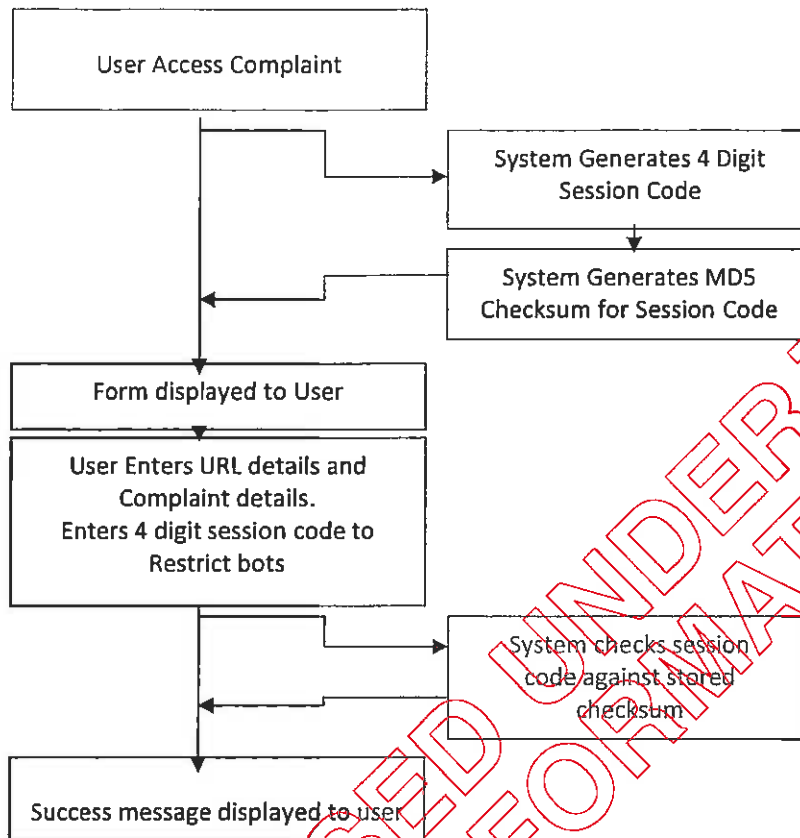 User Access Complaint
System Generates 4 Digit
Session Code
System Generates MD5
Checksum for Session Code
Form displayed to User
User Enters URL details and
Complaint details.
Enters 4 digit session code to
Restrict bots
System checks session
code against stored
checksum
Success message displayed to user
UNDER